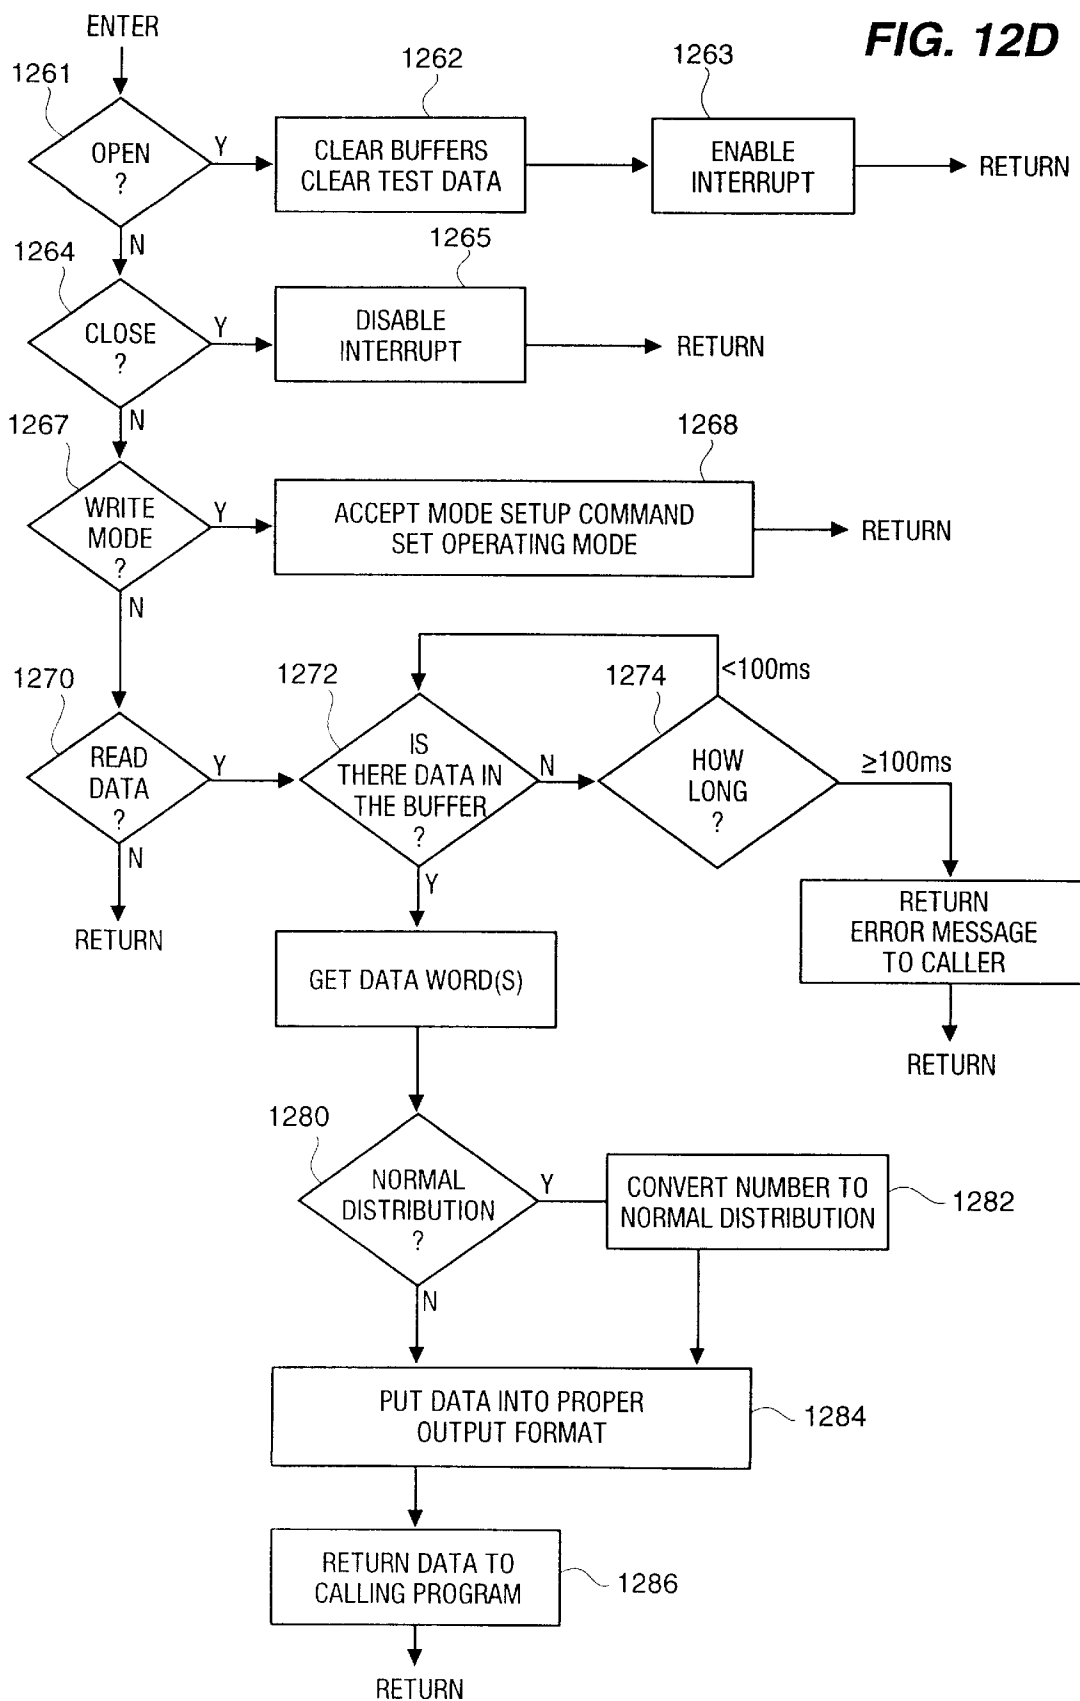 ENTER
FIG. 12D
1261
1262
1263
OPEN
?
Y
CLEAR BUFFERS
CLEAR TEST DATA
ENABLE
INTERRUPT
RETURN
N
1264
1265
CLOSE
?
Y
DISABLE
INTERRUPT
RETURN
N
1267
1268
WRITE
MODE
?
Y
ACCEPT MODE SETUP COMMAND
SET OPERATING MODE
RETURN
N
1270
1272
1274
<100ms
READ
DATA
?
Y
IS
THERE DATA IN
THE BUFFER
?
N
HOW
LONG
?
≥100ms
N
RETURN
Y
RETURN
ERROR MESSAGE
TO CALLER
RETURN
GET DATA WORD(S)
1280
NORMAL
DISTRIBUTION
?
Y
CONVERT NUMBER TO
NORMAL DISTRIBUTION
1282
N
PUT DATA INTO PROPER
OUTPUT FORMAT
1284
RETURN DATA TO
CALLING PROGRAM
1286
RETURN